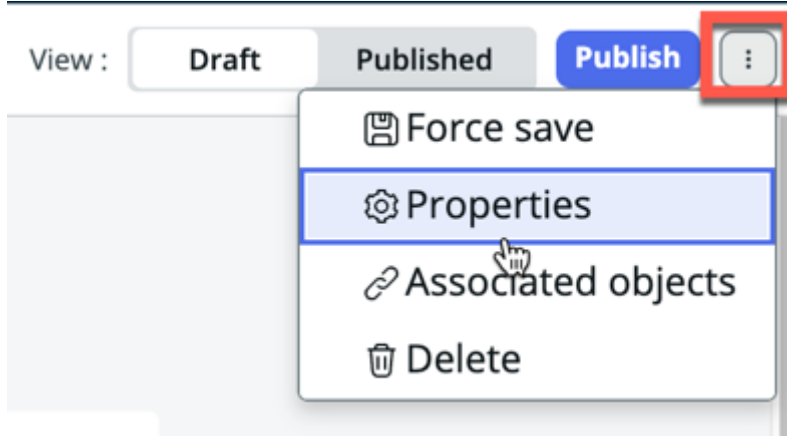 View : Draft Published Publish
Force save
Properties
Associated objects
Delete